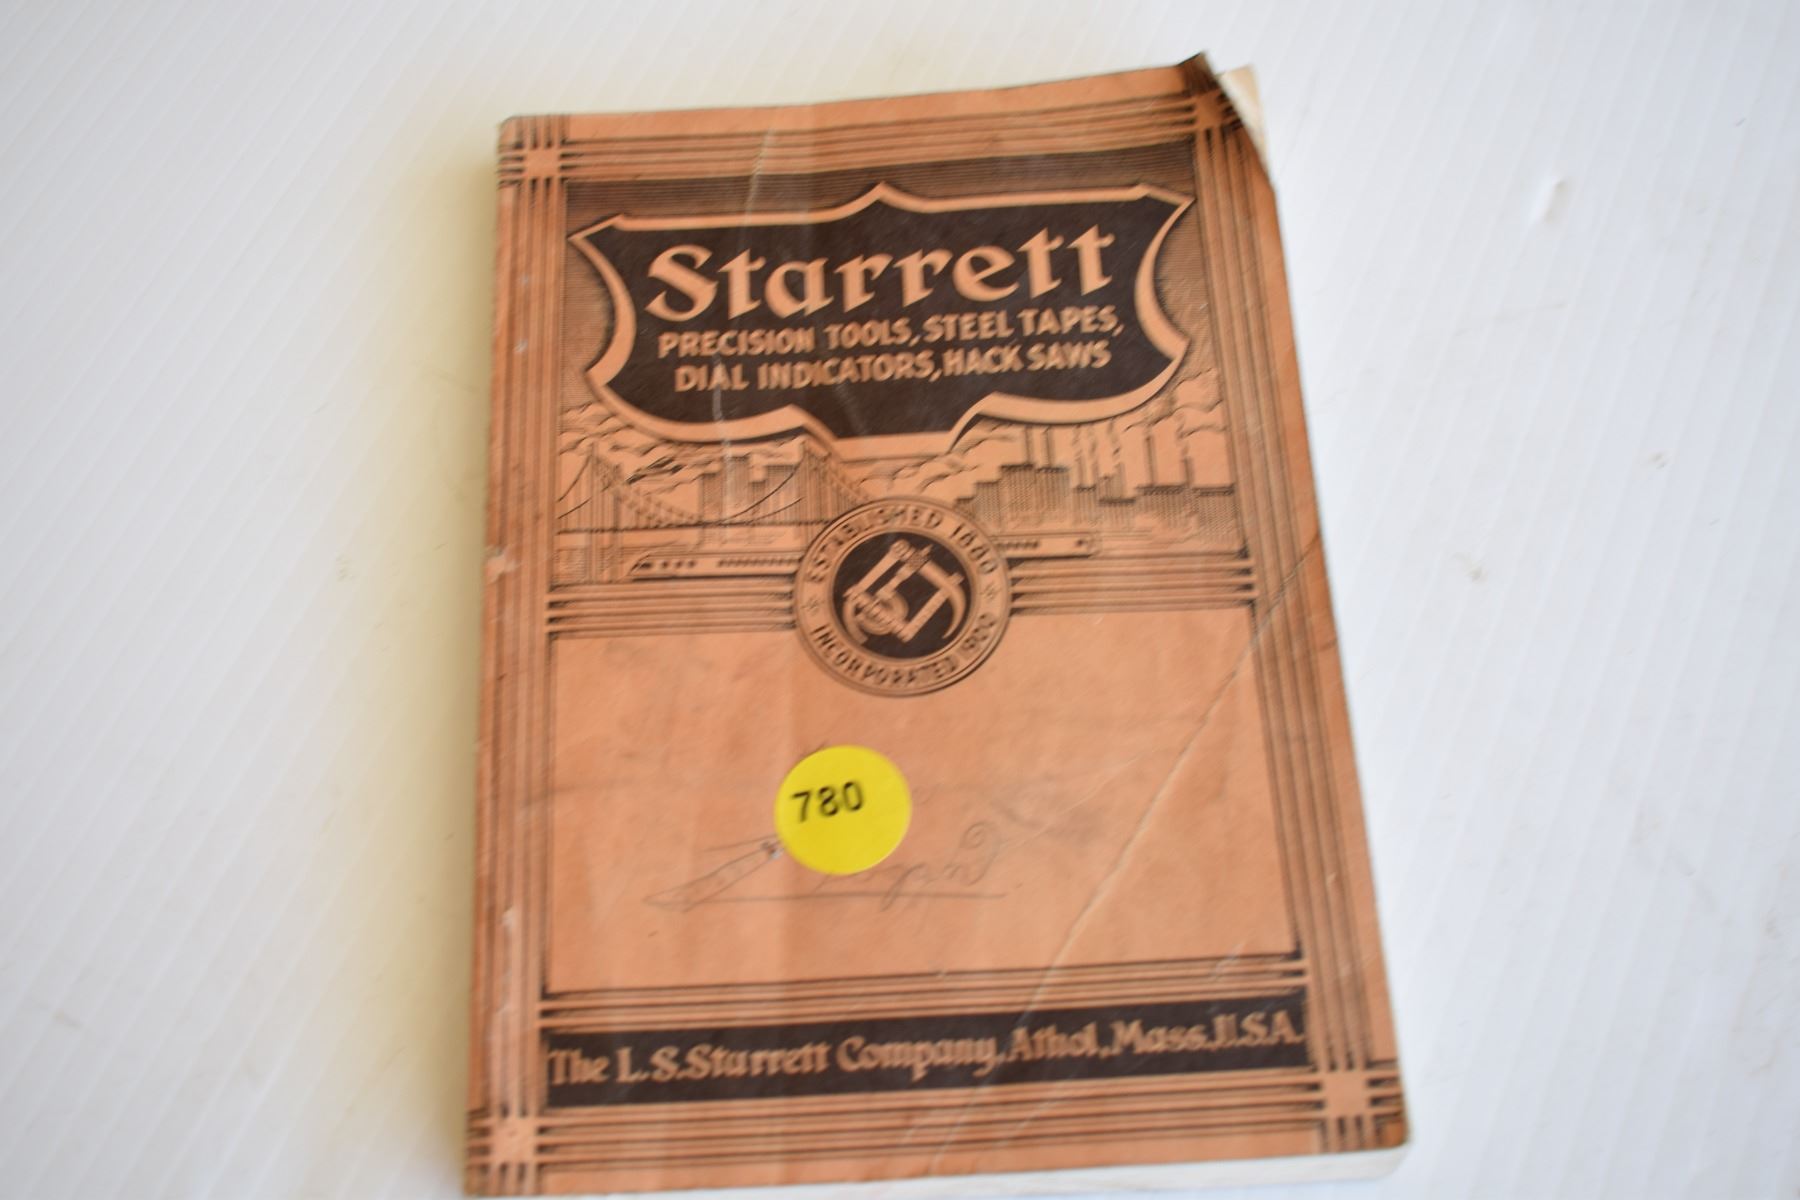 Starrett
PRECISION TOOLS, STEEL TAPES,
DIAL INDICATORS, HACK SAWS
ESTABLISHED 1880
INCORPORATED 1900
780
The L.S. Starrett Company, Athol, Mass., U.S.A.